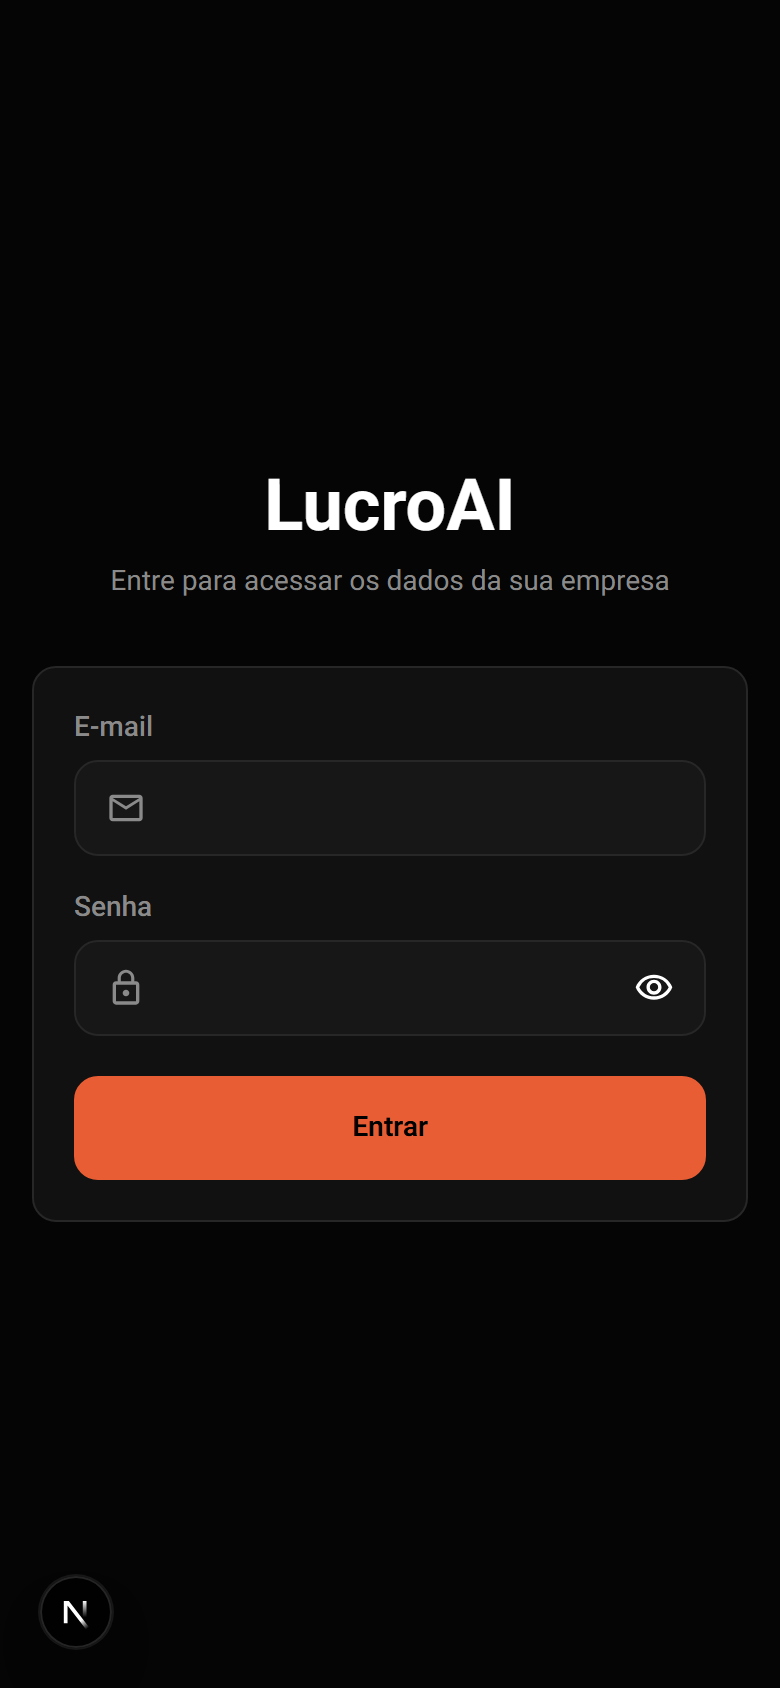 LucroAI
Entre para acessar os dados da sua empresa
E-mail
Senha
Entrar
N